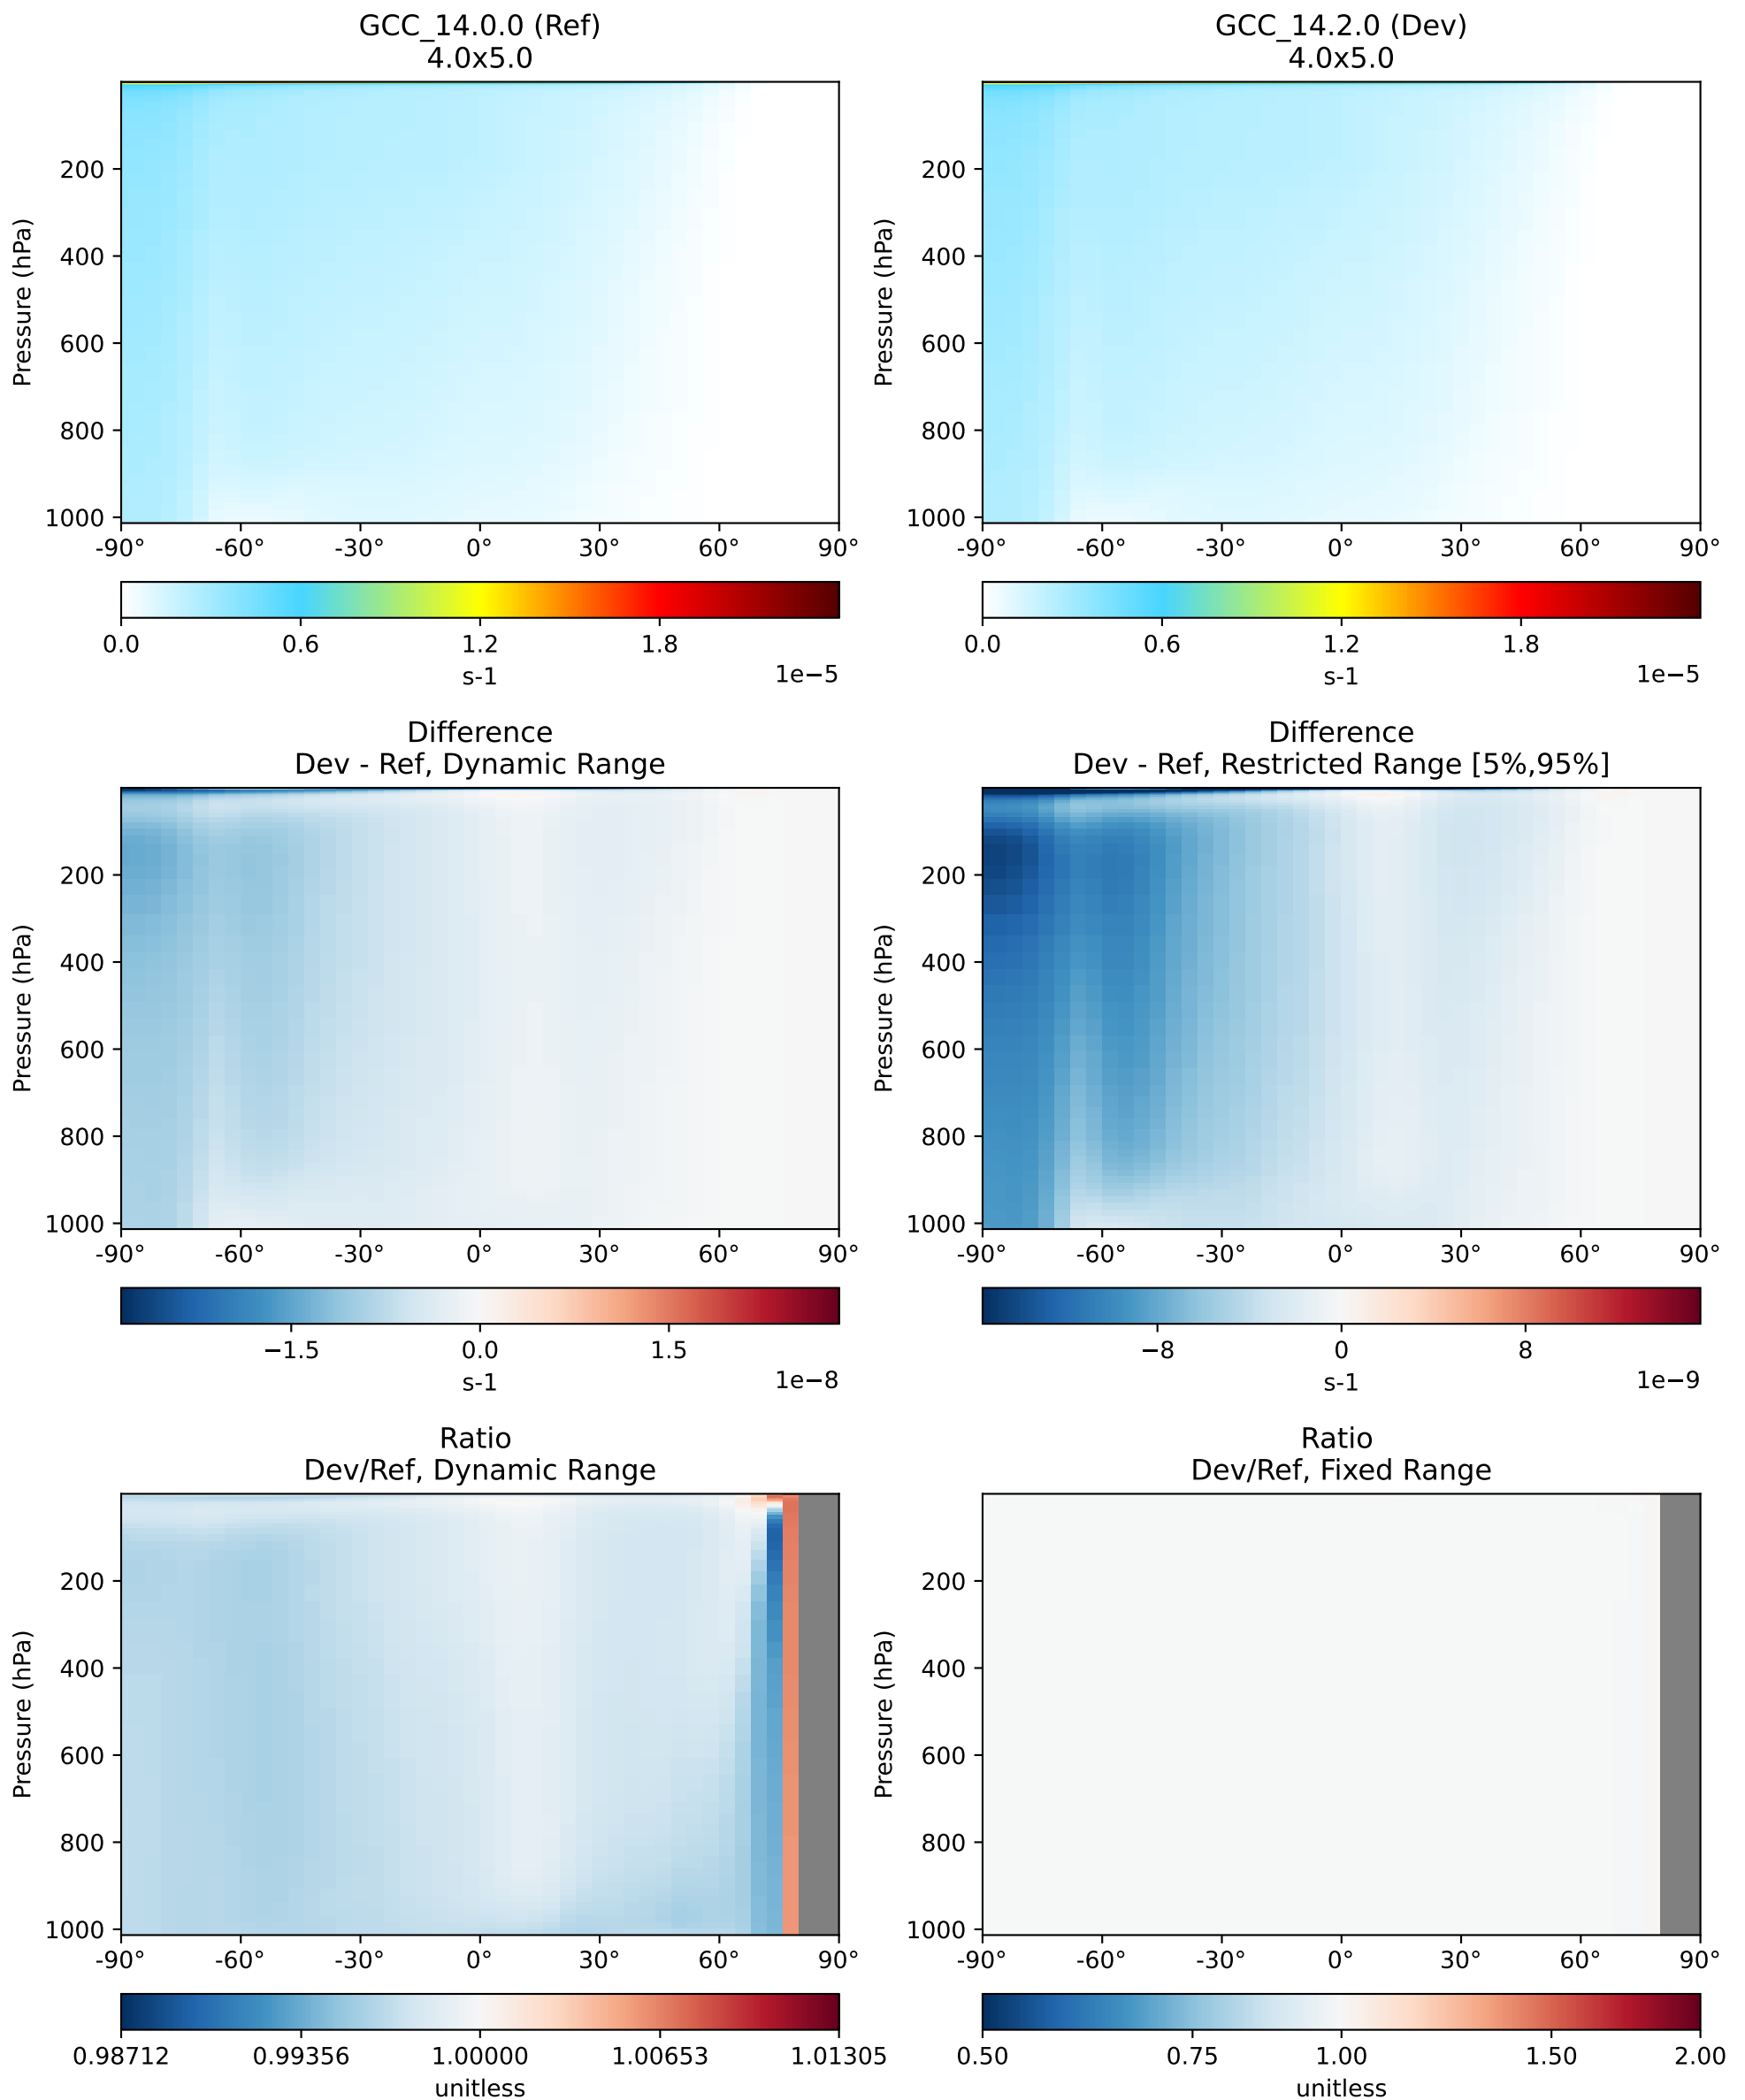 GCC_14.0.0 (Ref)
4.0x5.0
Pressure (hPa)
200
400
600
800
1000
-90° -60° -30° 0° 30° 60° 90°
0.0 0.6 1.2 1.8
s-1
1e−5
GCC_14.2.0 (Dev)
4.0x5.0
Pressure (hPa)
200
400
600
800
1000
-90° -60° -30° 0° 30° 60° 90°
0.0 0.6 1.2 1.8
s-1
1e−5
Difference
Dev - Ref, Dynamic Range
Pressure (hPa)
200
400
600
800
1000
-90° -60° -30° 0° 30° 60° 90°
−1.5 0.0 1.5
s-1
1e−8
Difference
Dev - Ref, Restricted Range [5%,95%]
Pressure (hPa)
200
400
600
800
1000
-90° -60° -30° 0° 30° 60° 90°
−8 0 8
s-1
1e−9
Ratio
Dev/Ref, Dynamic Range
Pressure (hPa)
200
400
600
800
1000
-90° -60° -30° 0° 30° 60° 90°
0.98712 0.99356 1.00000 1.00653 1.01305
unitless
Ratio
Dev/Ref, Fixed Range
Pressure (hPa)
200
400
600
800
1000
-90° -60° -30° 0° 30° 60° 90°
0.50 0.75 1.00 1.50 2.00
unitless